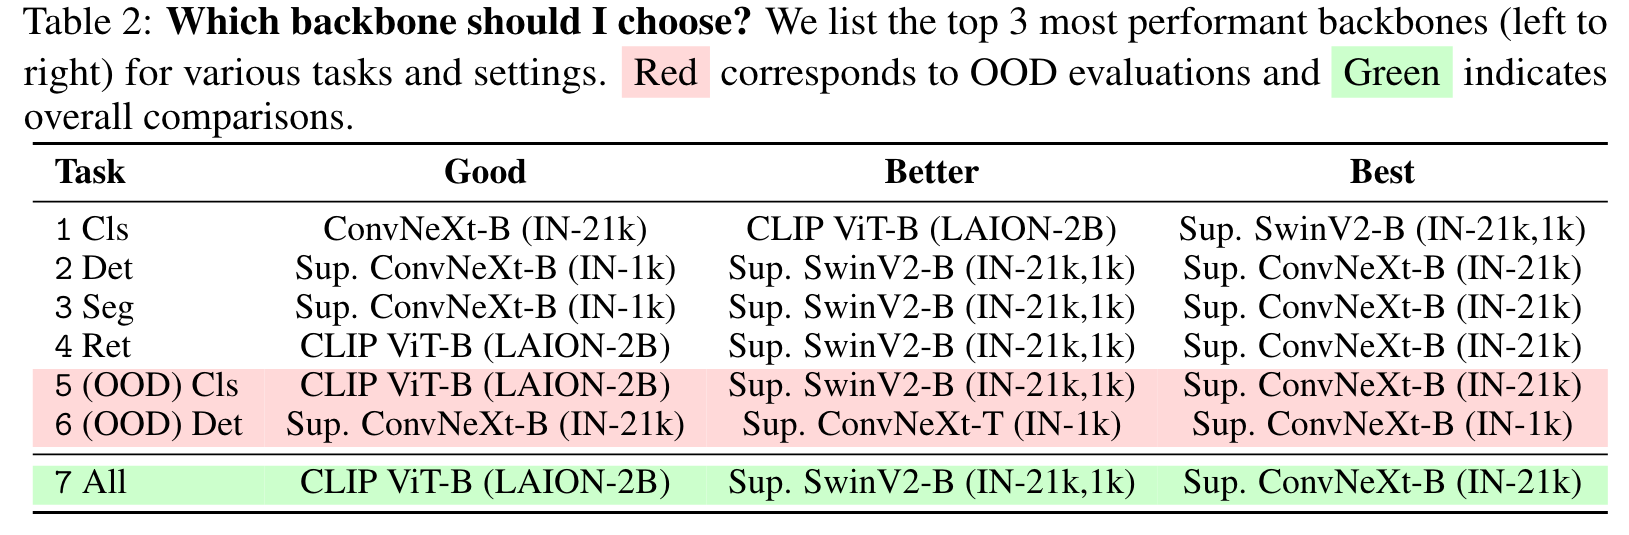 Table 2: Which backbone should I choose? We list the top 3 most performant backbones (left to
right) for various tasks and settings. Red corresponds to OOD evaluations and Green indicates
overall comparisons.
Task Good Better Best
1 Cls ConvNeXt-B (IN-21k) CLIP ViT-B (LAION-2B) Sup. SwinV2-B (IN-21k,1k)
2 Det Sup. ConvNeXt-B (IN-1k) Sup. SwinV2-B (IN-21k,1k) Sup. ConvNeXt-B (IN-21k)
3 Seg Sup. ConvNeXt-B (IN-1k) Sup. SwinV2-B (IN-21k,1k) Sup. ConvNeXt-B (IN-21k)
4 Ret CLIP ViT-B (LAION-2B) Sup. SwinV2-B (IN-21k,1k) Sup. ConvNeXt-B (IN-21k)
5 (OOD) Cls CLIP ViT-B (LAION-2B) Sup. SwinV2-B (IN-21k,1k) Sup. ConvNeXt-B (IN-21k)
6 (OOD) Det Sup. ConvNeXt-B (IN-21k) Sup. ConvNeXt-T (IN-1k) Sup. ConvNeXt-B (IN-1k)
7 All CLIP ViT-B (LAION-2B) Sup. SwinV2-B (IN-21k,1k) Sup. ConvNeXt-B (IN-21k)